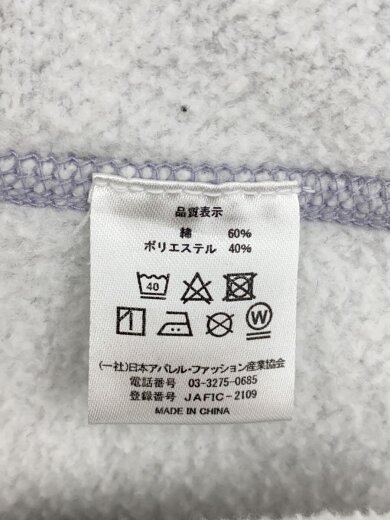 品質表示
綿 60%
ポリエステル 40%
40
W
(一社)日本アパレル・ファッション産業協会
電話番号 03-3275-0685
登録番号 JAFIC-2109
MADE IN CHINA